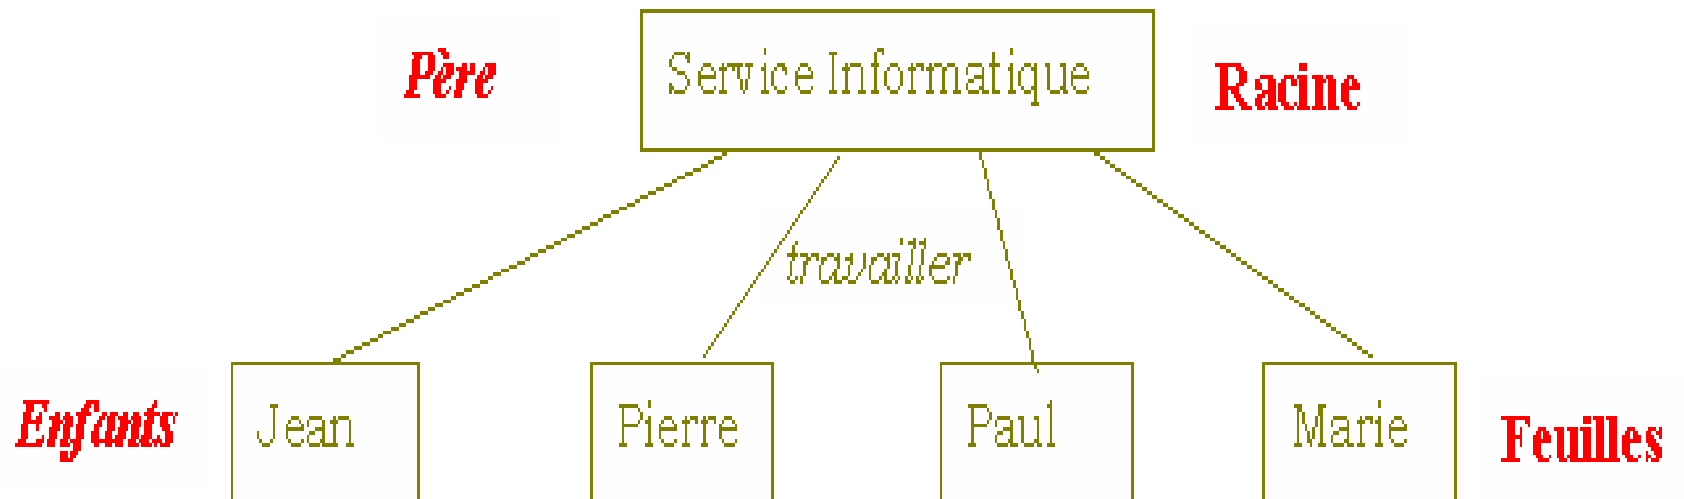 Père
Service Informatique
Racine
travailler
Enfants
Jean
Pierre
Paul
Marie
Feuilles